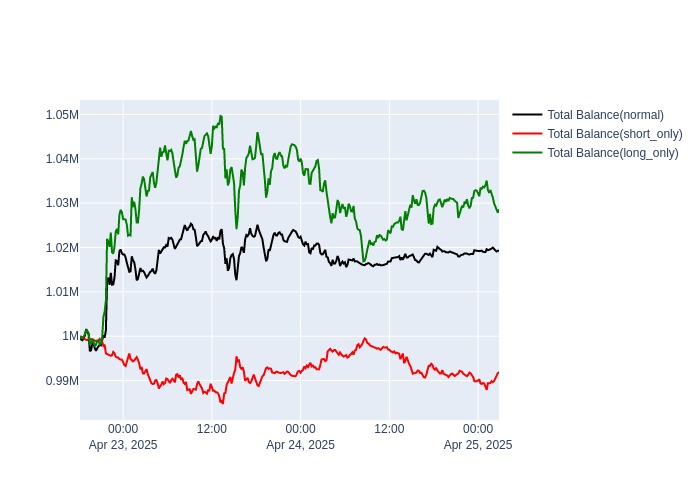 1.05M
1.04M
1.03M
1.02M
1.01M
1M
0.99M
00:00
Apr 23, 2025
12:00
00:00
Apr 24, 2025
12:00
00:00
Apr 25, 2025
Total Balance(normal)
Total Balance(short_only)
Total Balance(long_only)